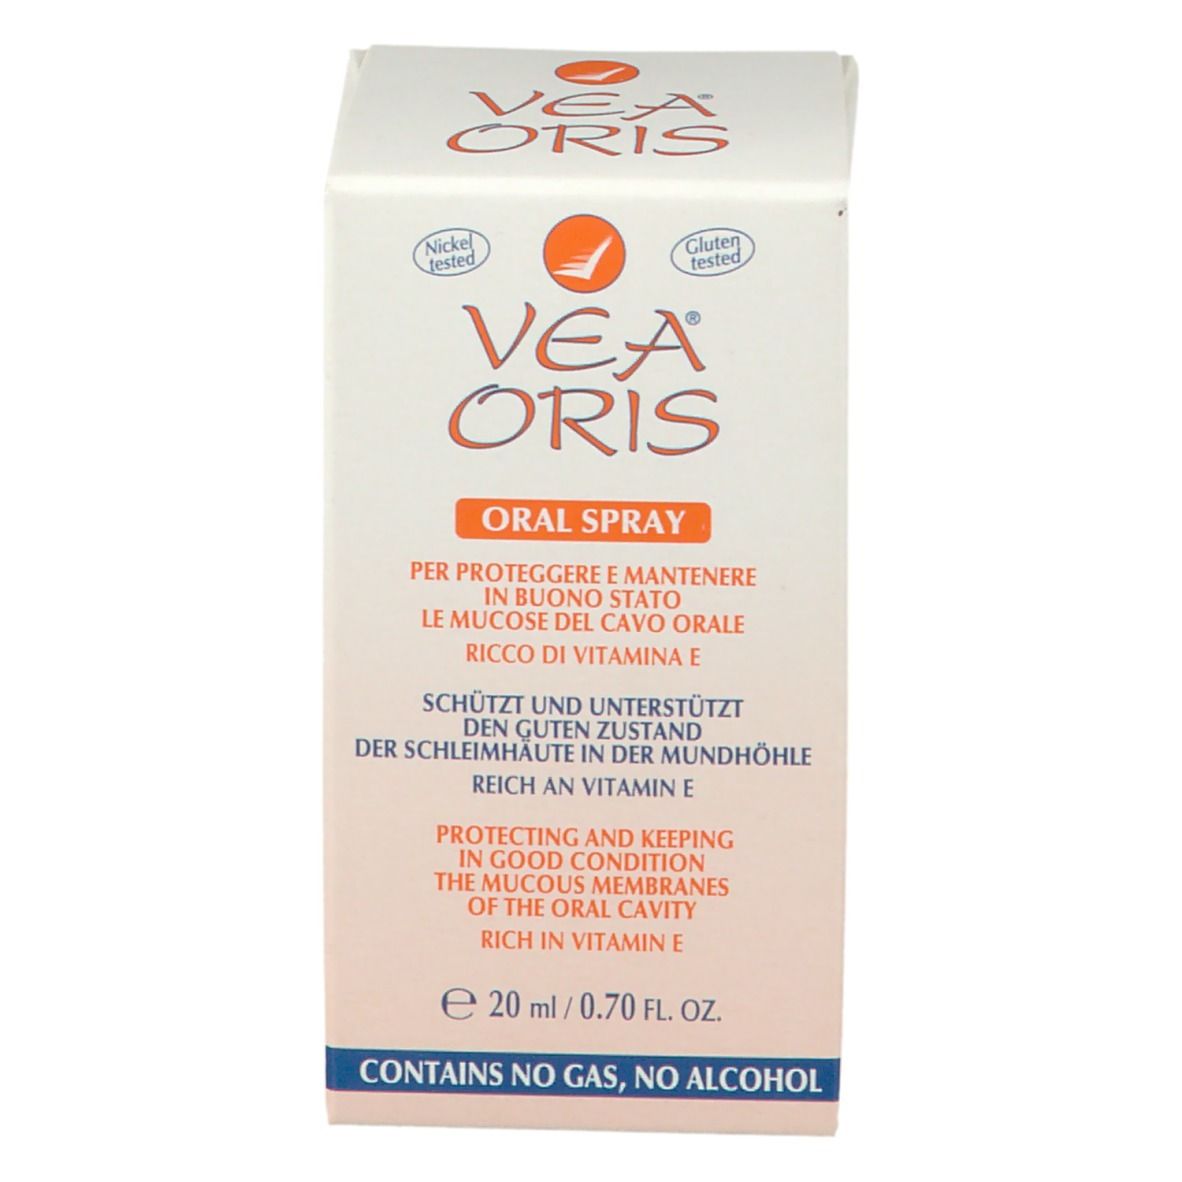 VEA®
ORIS
Nickel
tested
Gluten
tested
VEA®
ORIS
ORAL SPRAY
PER PROTEGGERE E MANTENERE
IN BUONO STATO
LE MUCOSE DEL CAVO ORALE
RICCO DI VITAMINA E
SCHÜTZT UND UNTERSTÜTZT
DEN GUTEN ZUSTAND
DER SCHLEIMHÄUTE IN DER MUNDHÖHLE
REICH AN VITAMIN E
PROTECTING AND KEEPING
IN GOOD CONDITION
THE MUCOUS MEMBRANES
OF THE ORAL CAVITY
RICH IN VITAMIN E
℮ 20 ml / 0.70 FL. OZ.
CONTAINS NO GAS, NO ALCOHOL